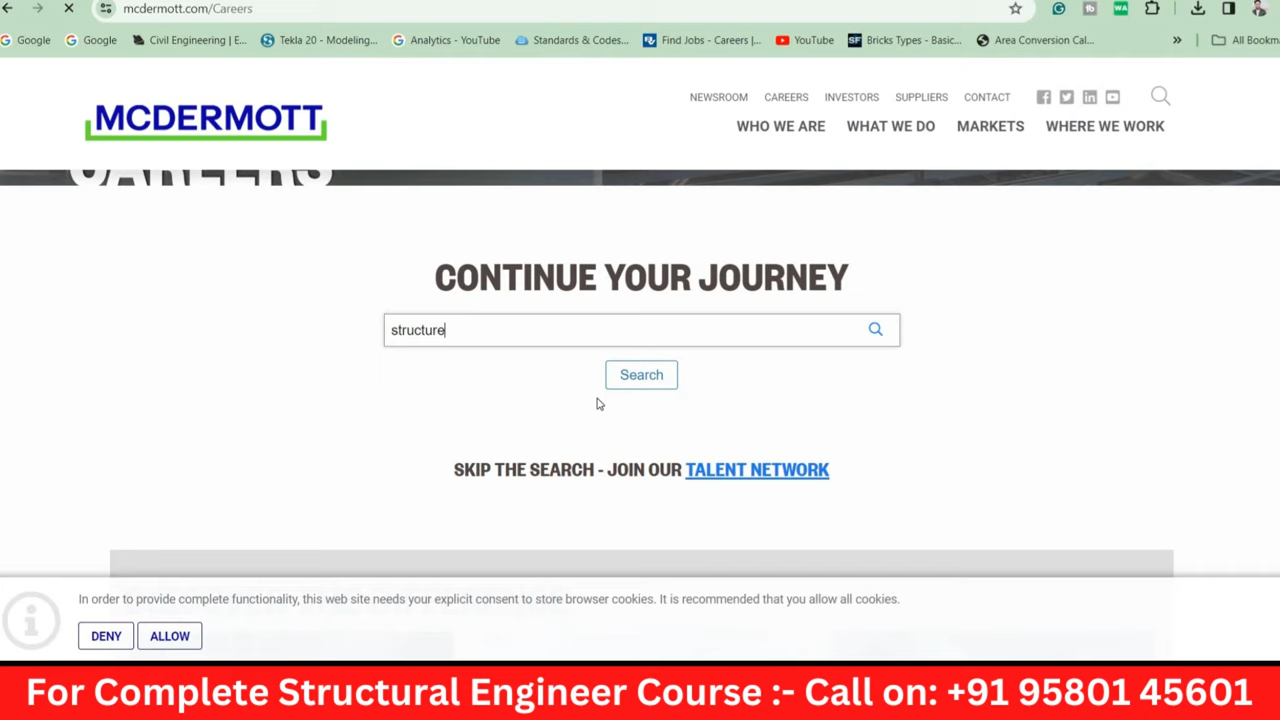 mcdermott.com/Careers
Google
Google
Civil Engineering | E...
Tekla 20 - Modeling...
Analytics - YouTube
Standards & Codes...
Find Jobs - Careers |...
YouTube
Bricks Types - Basic...
Area Conversion Cal...
»
All Bookm
MCDERMOTT
NEWSROOM CAREERS INVESTORS SUPPLIERS CONTACT
WHO WE ARE WHAT WE DO MARKETS WHERE WE WORK
CAREERS
CONTINUE YOUR JOURNEY
structure
Search
SKIP THE SEARCH - JOIN OUR TALENT NETWORK
In order to provide complete functionality, this web site needs your explicit consent to store browser cookies. It is recommended that you allow all cookies.
DENY ALLOW
For Complete Structural Engineer Course :- Call on: +91 95801 45601